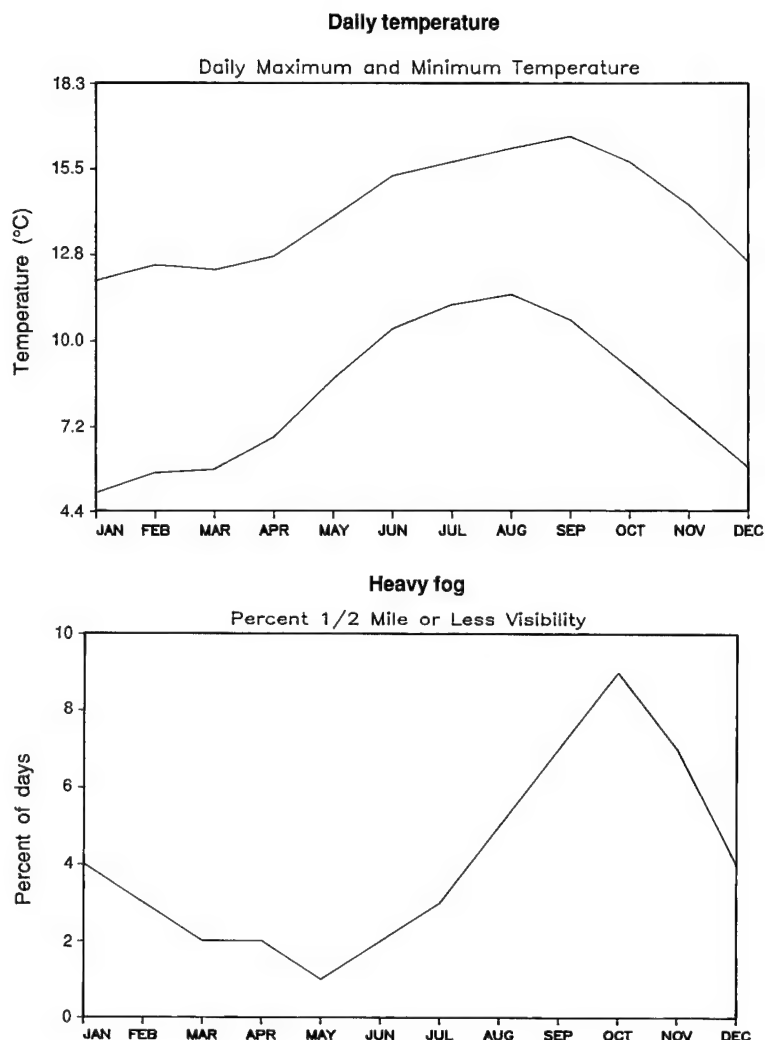 Daily temperature
Daily Maximum and Minimum Temperature
18.3
15.5
12.8
10.0
7.2
4.4
Temperature (°C)
JAN FEB MAR APR MAY JUN JUL AUG SEP OCT NOV DEC
Heavy fog
Percent 1/2 Mile or Less Visibility
10
8
6
4
2
0
Percent of days
JAN FEB MAR APR MAY JUN JUL AUG SEP OCT NOV DEC